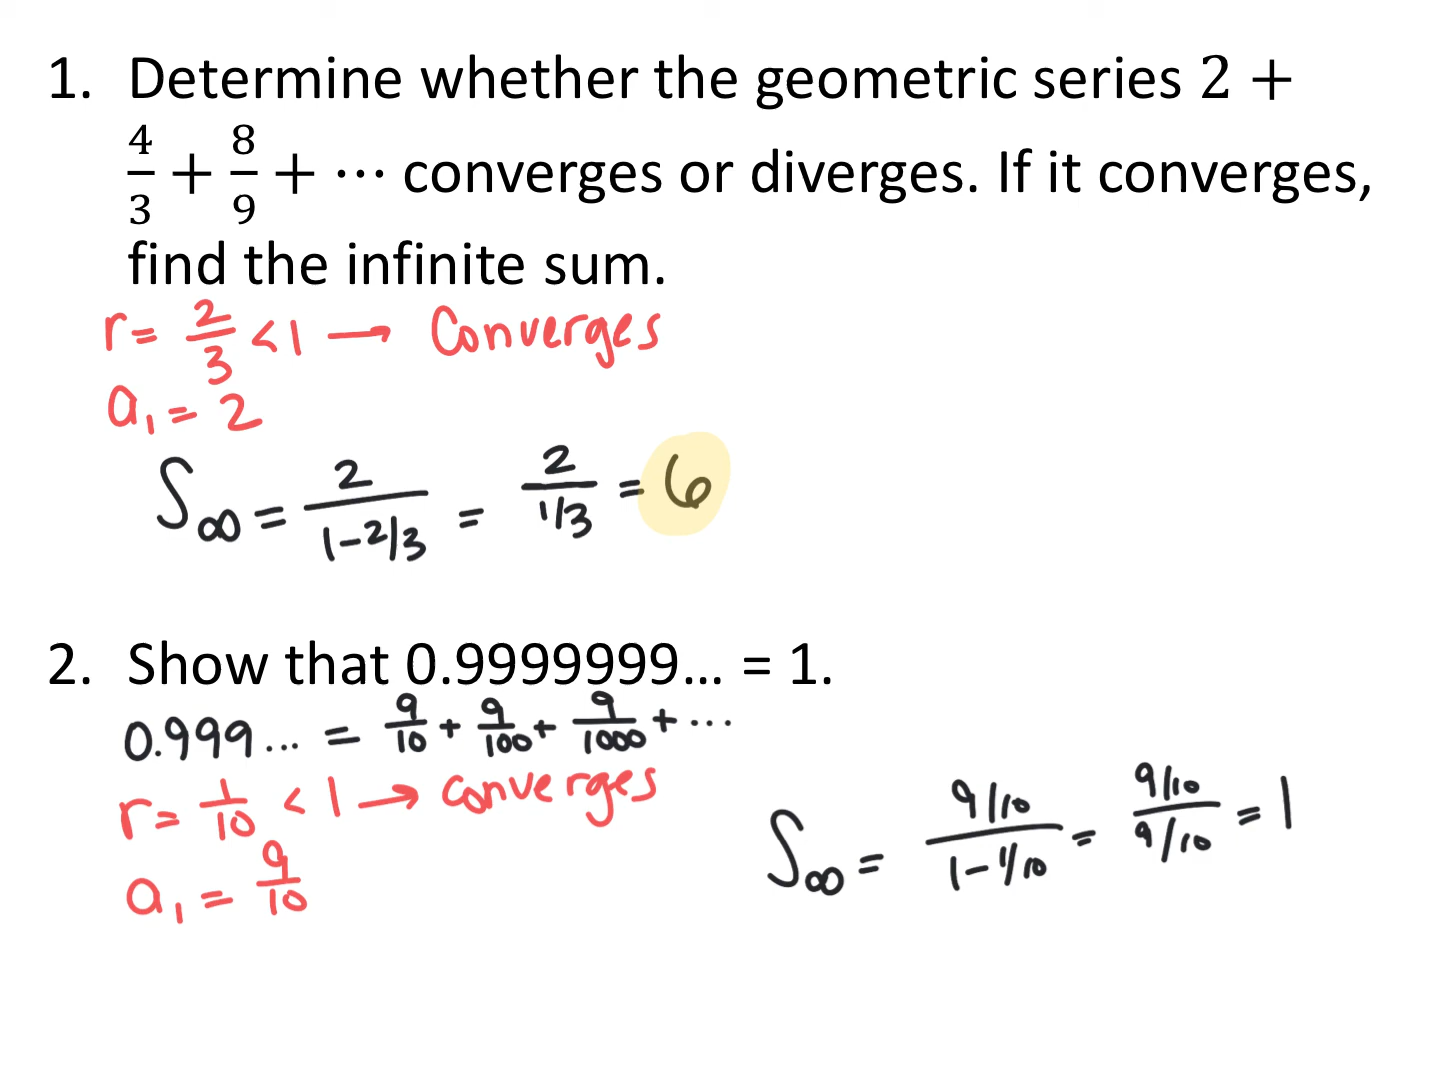 1. Determine whether the geometric series 2 +
4/3 + 8/9 + ⋯ converges or diverges. If it converges,
find the infinite sum.
r = 2/3 < 1 → Converges
a₁ = 2
S∞ = 2/(1-2/3) = 2/(1/3) = 6
2. Show that 0.9999999... = 1.
0.999... = 9/10 + 9/100 + 9/1000 + ...
r = 1/10 < 1 → converges
a₁ = 9/10
S∞ = (9/10)/(1-1/10) = (9/10)/(9/10) = 1